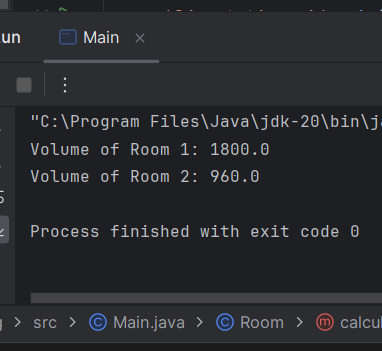 Main
"C:\Program Files\Java\jdk-20\bin\j
Volume of Room 1: 1800.0
Volume of Room 2: 960.0
Process finished with exit code 0
src > Main.java > Room > calcul